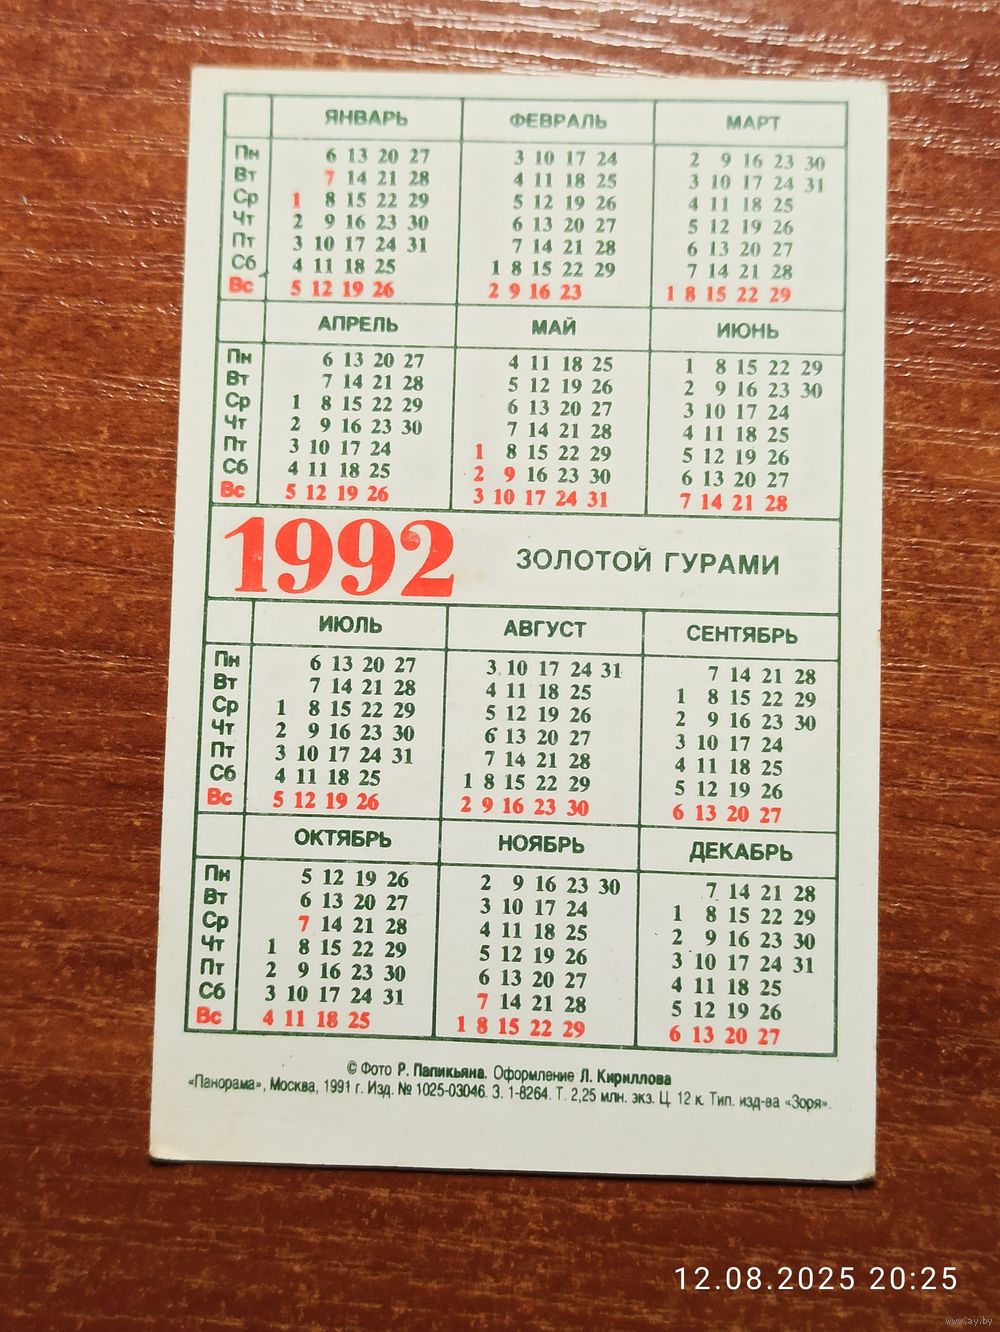 ЯНВАРЬ ФЕВРАЛЬ МАРТ
Пн 6 13 20 27 3 10 17 24 2 9 16 23 30
Вт 7 14 21 28 4 11 18 25 3 10 17 24 31
Ср 1 8 15 22 29 5 12 19 26 4 11 18 25
Чт 2 9 16 23 30 6 13 20 27 5 12 19 26
Пт 3 10 17 24 31 7 14 21 28 6 13 20 27
Сб 4 11 18 25 1 8 15 22 29 7 14 21 28
Вс 5 12 19 26 2 9 16 23 1 8 15 22 29
АПРЕЛЬ МАЙ ИЮНЬ
Пн 6 13 20 27 4 11 18 25 1 8 15 22 29
Вт 7 14 21 28 5 12 19 26 2 9 16 23 30
Ср 1 8 15 22 29 6 13 20 27 3 10 17 24
Чт 2 9 16 23 30 7 14 21 28 4 11 18 25
Пт 3 10 17 24 1 8 15 22 29 5 12 19 26
Сб 4 11 18 25 2 9 16 23 30 6 13 20 27
Вс 5 12 19 26 3 10 17 24 31 7 14 21 28
1992 ЗОЛОТОЙ ГУРАМИ
ИЮЛЬ АВГУСТ СЕНТЯБРЬ
Пн 6 13 20 27 3 10 17 24 31 7 14 21 28
Вт 7 14 21 28 4 11 18 25 1 8 15 22 29
Ср 1 8 15 22 29 5 12 19 26 2 9 16 23 30
Чт 2 9 16 23 30 6 13 20 27 3 10 17 24
Пт 3 10 17 24 31 7 14 21 28 4 11 18 25
Сб 4 11 18 25 1 8 15 22 29 5 12 19 26
Вс 5 12 19 26 2 9 16 23 30 6 13 20 27
ОКТЯБРЬ НОЯБРЬ ДЕКАБРЬ
Пн 5 12 19 26 2 9 16 23 30 7 14 21 28
Вт 6 13 20 27 3 10 17 24 1 8 15 22 29
Ср 7 14 21 28 4 11 18 25 2 9 16 23 30
Чт 1 8 15 22 29 5 12 19 26 3 10 17 24 31
Пт 2 9 16 23 30 6 13 20 27 4 11 18 25
Сб 3 10 17 24 31 7 14 21 28 5 12 19 26
Вс 4 11 18 25 1 8 15 22 29 6 13 20 27
© Фото Р. Папикьяна. Оформление Л. Кириллова
«Панорама», Москва, 1991 г. Изд. № 1025-03046. З. 1-8264. Т. 2,25 млн. экз. Ц. 12 к. Тип. изд-ва «Зоря».
12.08.2025 20:25
www.ay.by